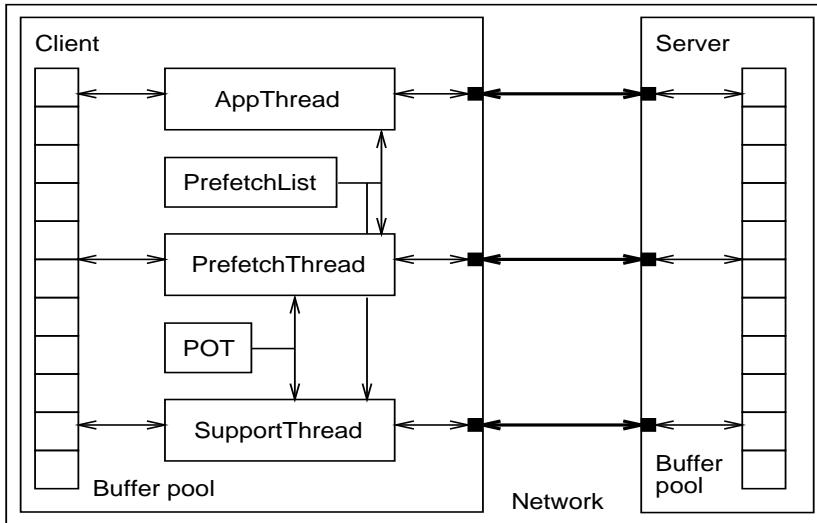 Client
Server
AppThread
PrefetchList
PrefetchThread
POT
SupportThread
Buffer pool
Network
Buffer
pool